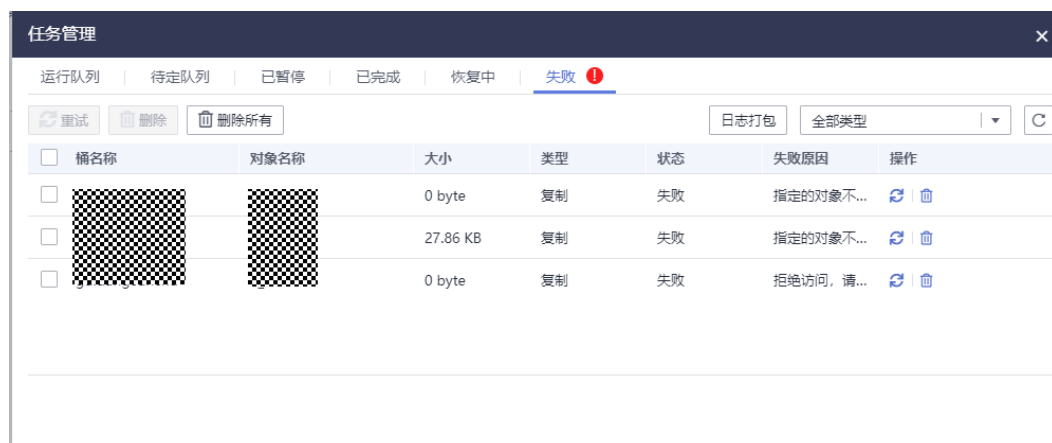 任务管理
运行队列 待定队列 已暂停 已完成 恢复中 失败
重试 删除 删除所有 日志打包 全部类型
桶名称 对象名称 大小 类型 状态 失败原因 操作
0 byte 复制 失败 指定的对象不...
27.86 KB 复制 失败 指定的对象不...
0 byte 复制 失败 拒绝访问, 请...